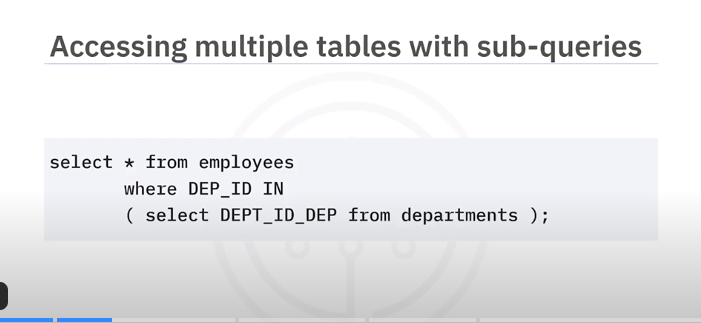 Accessing multiple tables with sub-queries
select * from employees
where DEP_ID IN
( select DEPT_ID_DEP from departments );